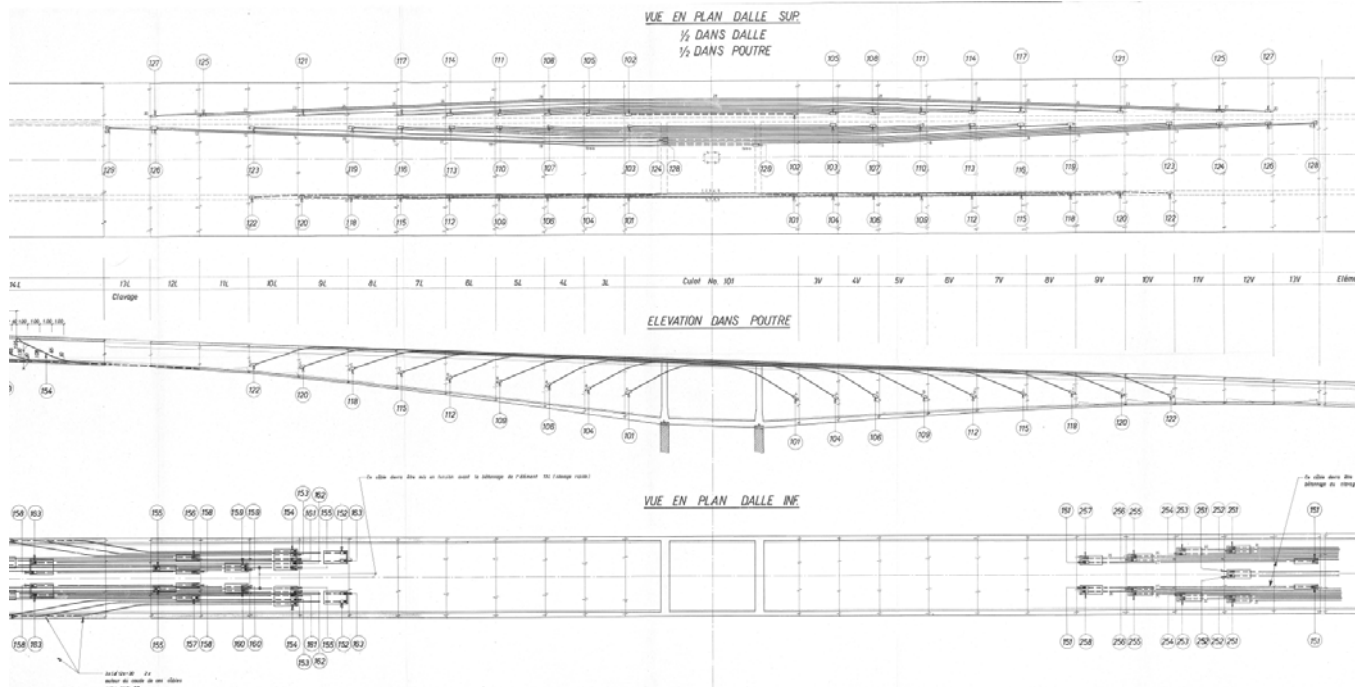 VUE EN PLAN DALLE SUP.
½ DANS DALLE
½ DANS POUTRE
127 125 121 117 114 111 108 105 102 105 108 111 114 117 121 125 127
129 126 123 119 116 113 110 107 103 124 128 129 102 103 107 110 113 116 119 123 124 126 128
122 120 118 115 112 109 106 104 101 101 104 106 109 112 115 118 120 122
14L 13L 12L 11L 10L 9L 8L 7L 6L 5L 4L 3L Culot No. 101 3V 4V 5V 6V 7V 8V 9V 10V 11V 12V 13V
Clavage
ELEVATION DANS POUTRE
154 122 120 118 115 112 109 106 104 101 101 104 106 109 112 115 118 120 122
VUE EN PLAN DALLE INF.
158 163 155 156 158 159 159 154 153 161 162 155 152 163 151 257 256 255 254 253 251 252 251 151
158 163 155 157 158 160 160 154 153 161 162 155 152 163 151 258 256 255 254 253 252 252 251 151